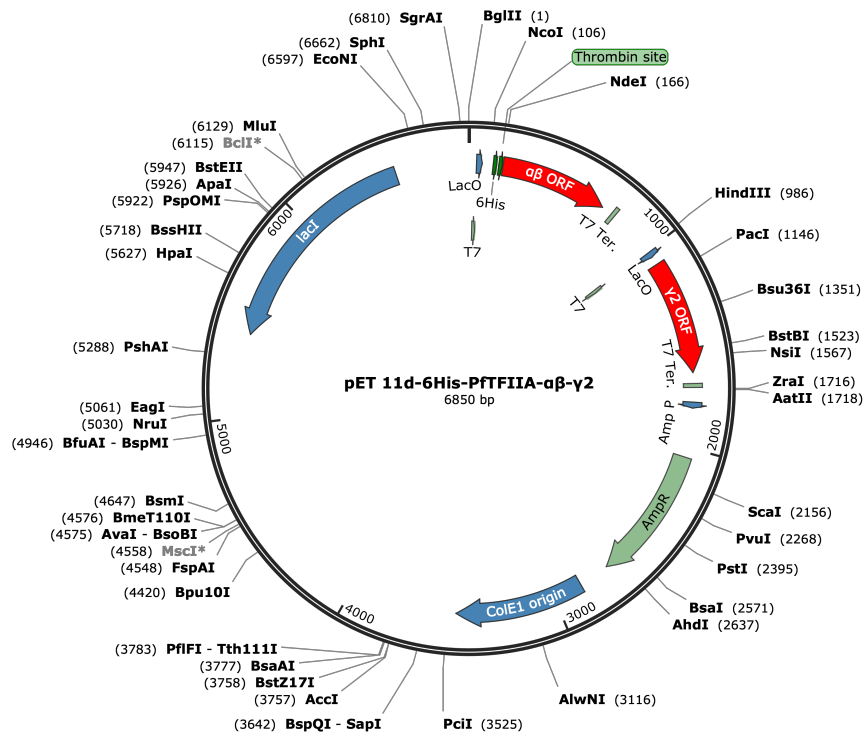 (6810) SgrAI
BglII (1)
(6662) SphI
NcoI (106)
(6597) EcoNI
Thrombin site
NdeI (166)
(6129) MluI
(6115) BclI*
(5947) BstEII
(5926) ApaI
(5922) PspOMI
(5718) BssHII
(5627) HpaI
(5288) PshAI
(5061) EagI
(5030) NruI
(4946) BfuAI - BspMI
(4647) BsmI
(4576) BmeT110I
(4575) AvaI - BsoBI
(4558) MscI*
(4548) FspAI
(4420) Bpu10I
(3783) PflFI - Tth111I
(3777) BsaAI
(3758) BstZ17I
(3757) AccI
(3642) BspQI - SapI
PciI (3525)
AlwNI (3116)
AhdI (2637)
BsaI (2571)
PstI (2395)
PvuI (2268)
ScaI (2156)
AatII (1718)
ZraI (1716)
NsiI (1567)
BstBI (1523)
Bsu36I (1351)
PacI (1146)
HindIII (986)
1000
2000
3000
4000
5000
6000
LacO
6His
αβ ORF
T7 Ter.
T7
LacO
γ2 ORF
T7
T7 Ter.
Amp P
AmpR
ColE1 origin
lacI
pET 11d-6His-PfTFIIA-αβ-γ2
6850 bp